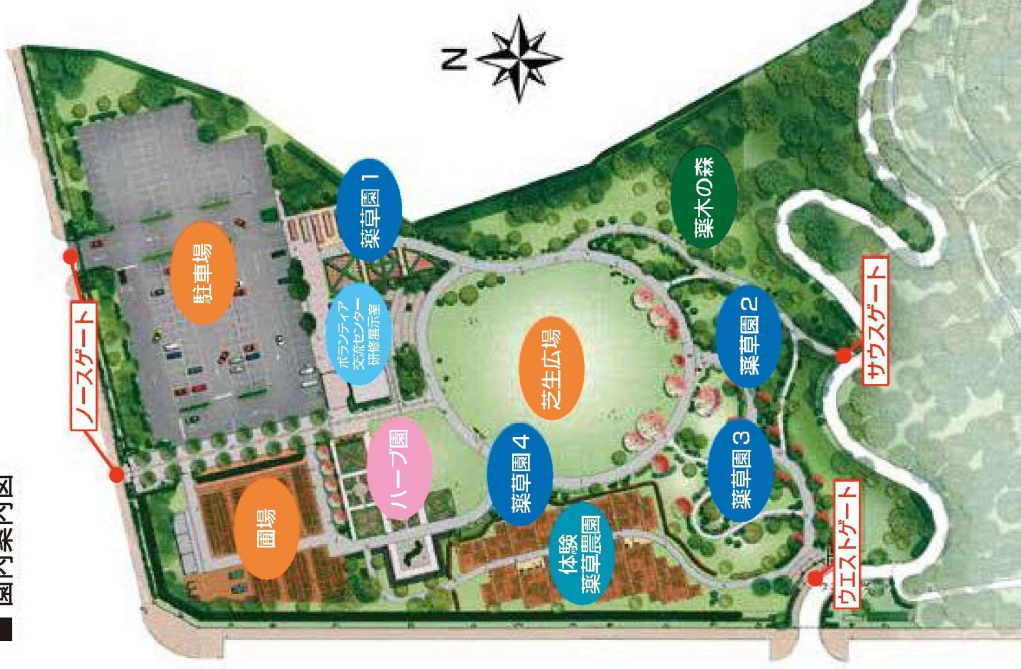 ■ 園内案内図
N
ノースゲート
駐車場
薬草園1
ボランティア
交流センター
研修展示室
圃場
ハーブ園
芝生広場
薬草園4
体験
薬草農園
薬木の森
薬草園2
薬草園3
サウスゲート
ウエストゲート